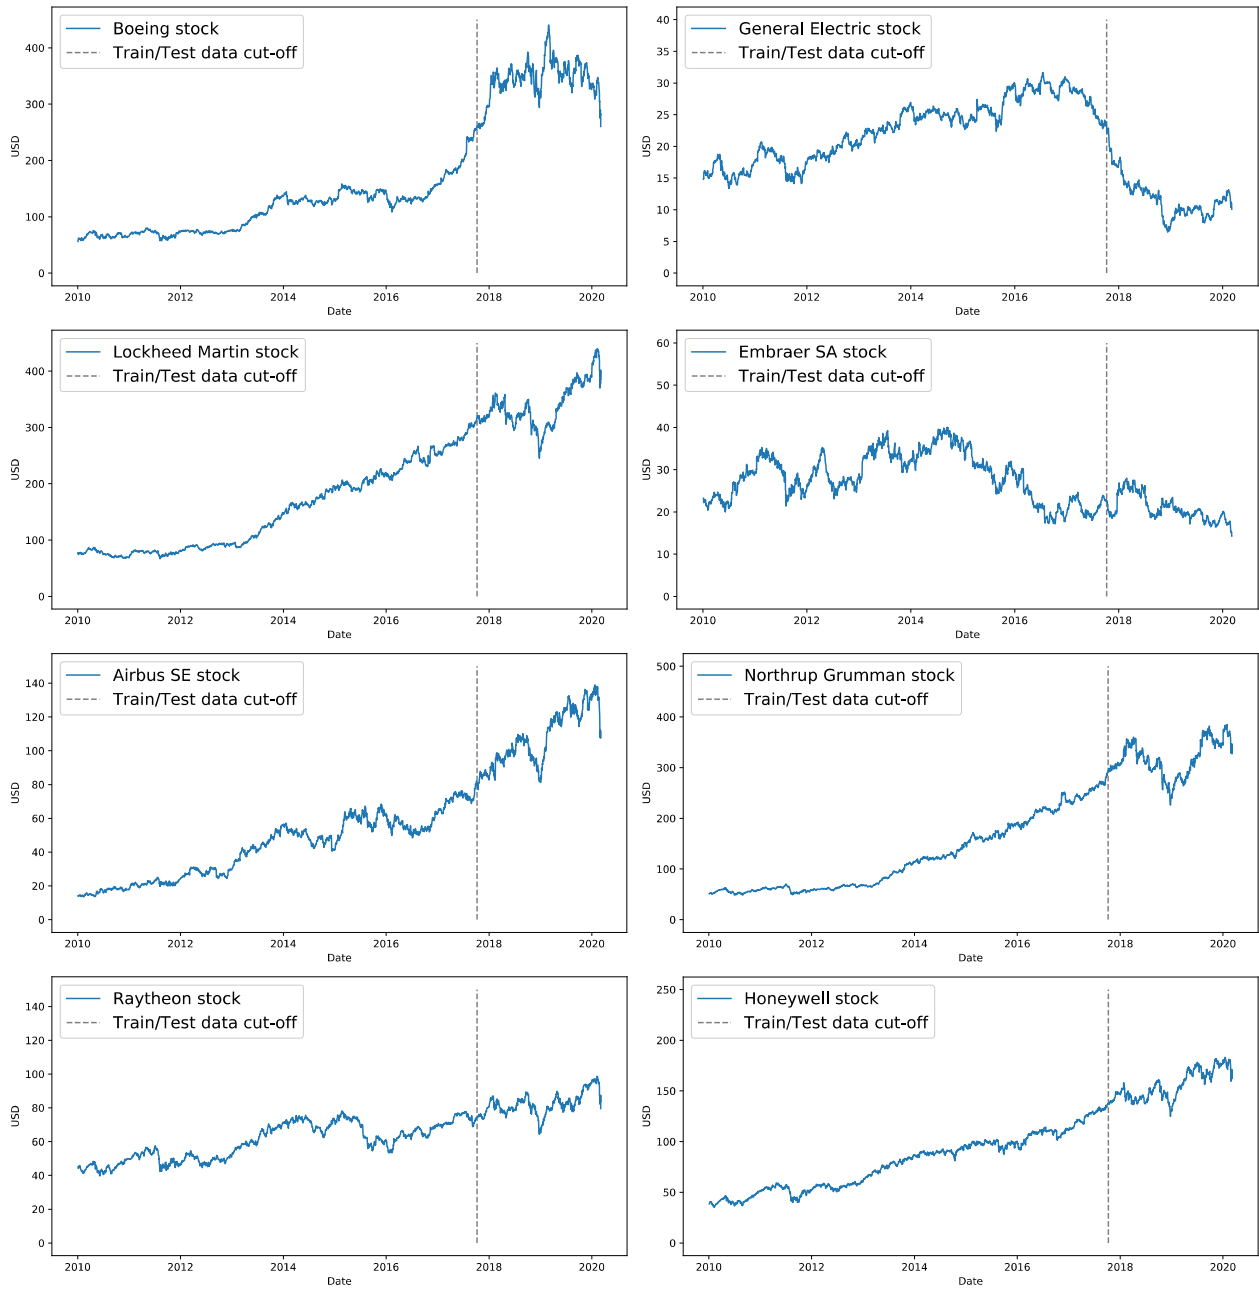 Boeing stock
Train/Test data cut-off
USD
400
300
200
100
0
2010 2012 2014 2016 2018 2020
Date
General Electric stock
Train/Test data cut-off
USD
40
35
30
25
20
15
10
5
0
2010 2012 2014 2016 2018 2020
Date
Lockheed Martin stock
Train/Test data cut-off
USD
400
300
200
100
0
2010 2012 2014 2016 2018 2020
Date
Embraer SA stock
Train/Test data cut-off
USD
60
50
40
30
20
10
0
2010 2012 2014 2016 2018 2020
Date
Airbus SE stock
Train/Test data cut-off
USD
140
120
100
80
60
40
20
0
2010 2012 2014 2016 2018 2020
Date
Northrup Grumman stock
Train/Test data cut-off
USD
500
400
300
200
100
0
2010 2012 2014 2016 2018 2020
Date
Raytheon stock
Train/Test data cut-off
USD
140
120
100
80
60
40
20
0
2010 2012 2014 2016 2018 2020
Date
Honeywell stock
Train/Test data cut-off
USD
250
200
150
100
50
0
2010 2012 2014 2016 2018 2020
Date